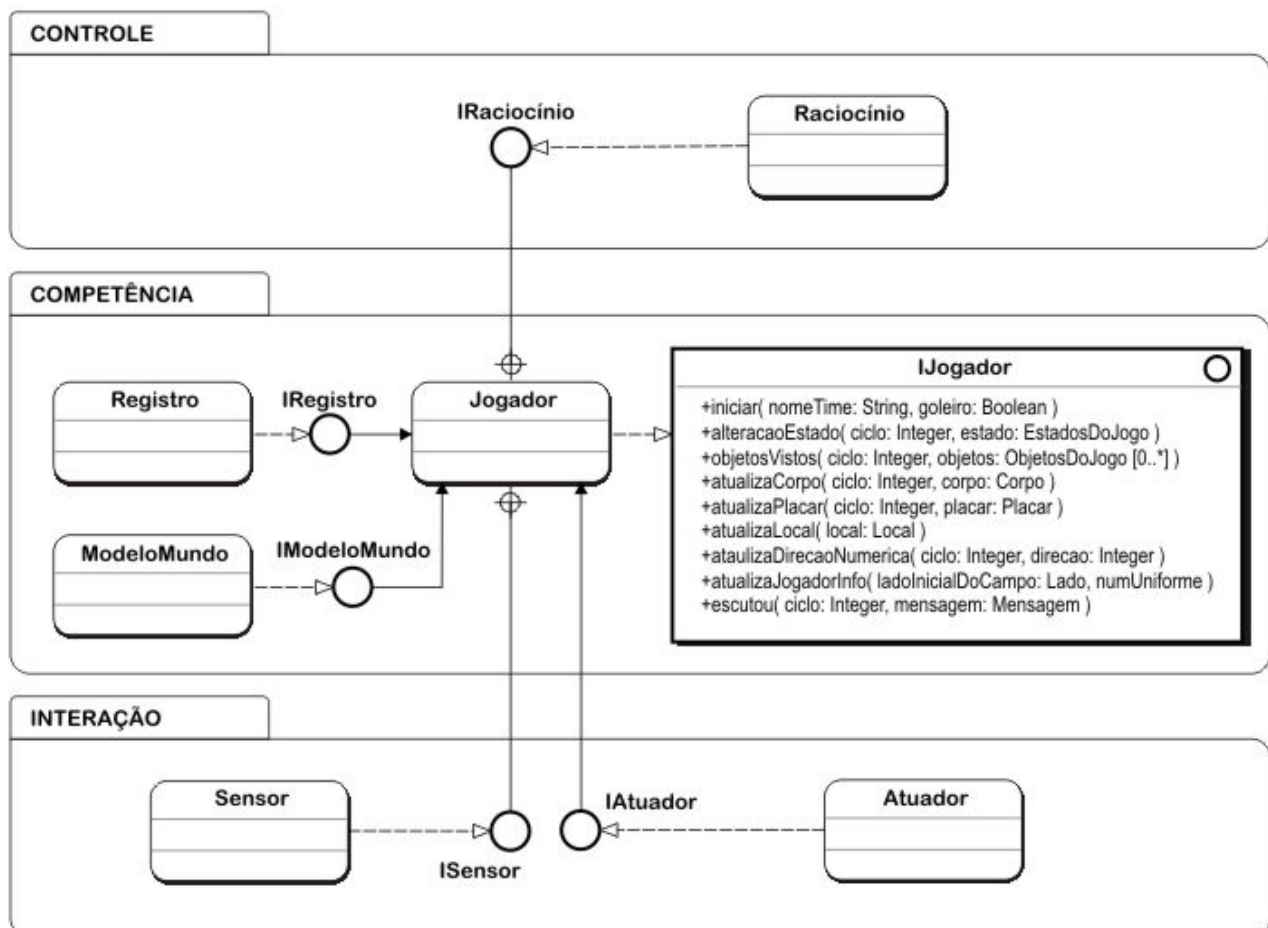 CONTROLE
IRaciocínio
Raciocínio
COMPETÊNCIA
Registro
IRegistro
Jogador
IJogador
+iniciar( nomeTime: String, goleiro: Boolean )
+alteracaoEstado( ciclo: Integer, estado: EstadosDoJogo )
+objetosVistos( ciclo: Integer, objetos: ObjetosDoJogo [0..*] )
+atualizaCorpo( ciclo: Integer, corpo: Corpo )
+atualizaPlacar( ciclo: Integer, placar: Placar )
+atualizaLocal( local: Local )
+ataulizaDirecaoNumerica( ciclo: Integer, direcao: Integer )
+atualizaJogadorInfo( ladoInicialDoCampo: Lado, numUniforme )
+escutou( ciclo: Integer, mensagem: Mensagem )
ModeloMundo
IModeloMundo
INTERAÇÃO
Sensor
ISensor
IAtuador
Atuador